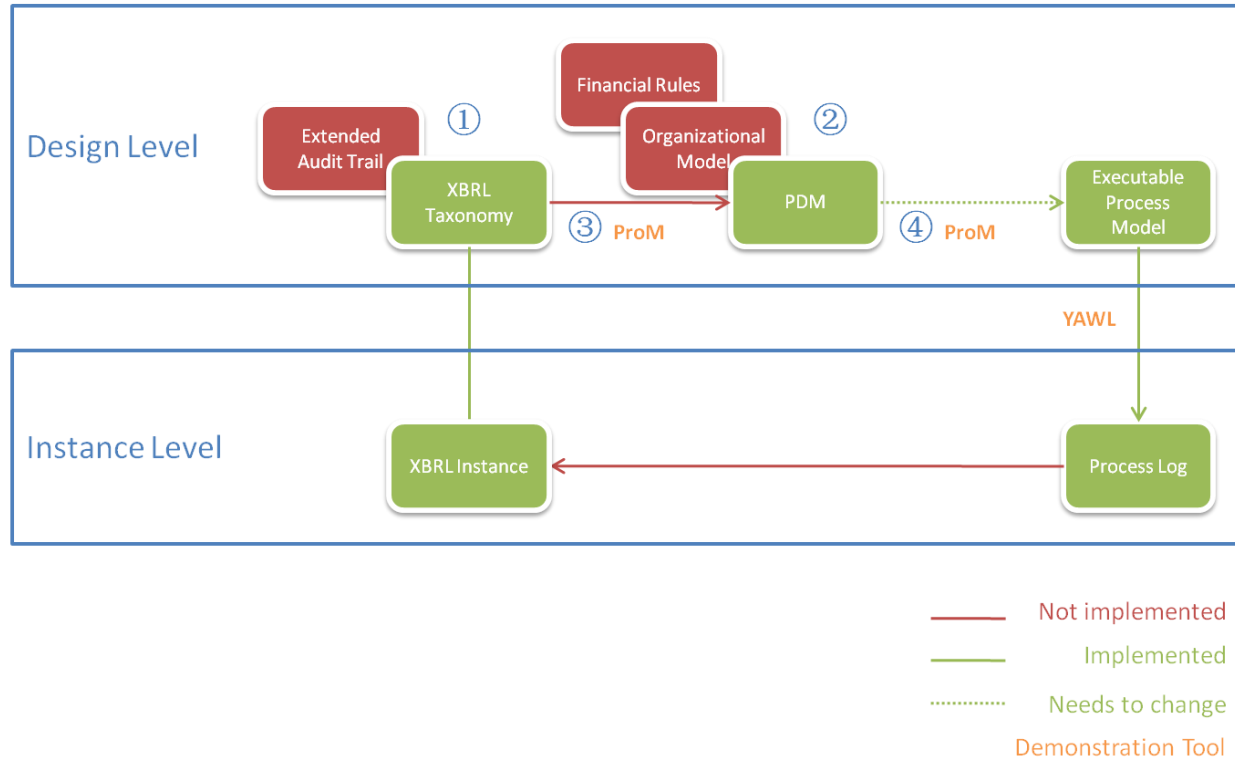 Design Level
Extended
Audit Trail
①
XBRL
Taxonomy
Financial Rules
Organizational
Model
②
③ ProM
PDM
④ ProM
Executable
Process
Model
YAWL
Instance Level
XBRL Instance
Process Log
Not implemented
Implemented
Needs to change
Demonstration Tool